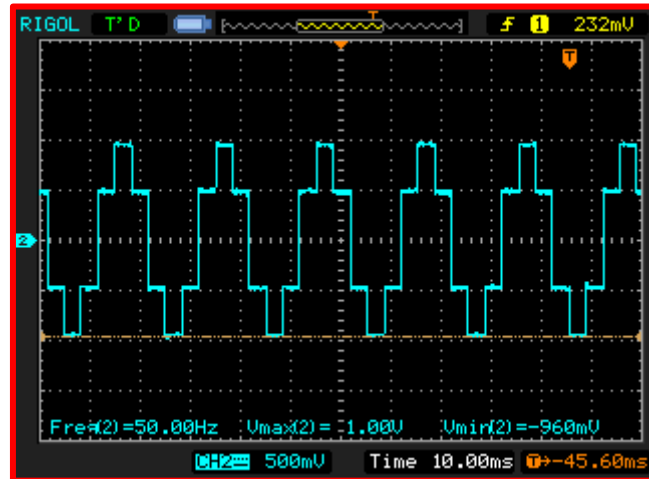 RIGOL T'D T f 1 232mV
T
2
Freq(2)=50.00Hz Vmax(2)= 1.00V Vmin(2)=-960mV
CH2 500mV Time 10.00ms T→-45.60ms